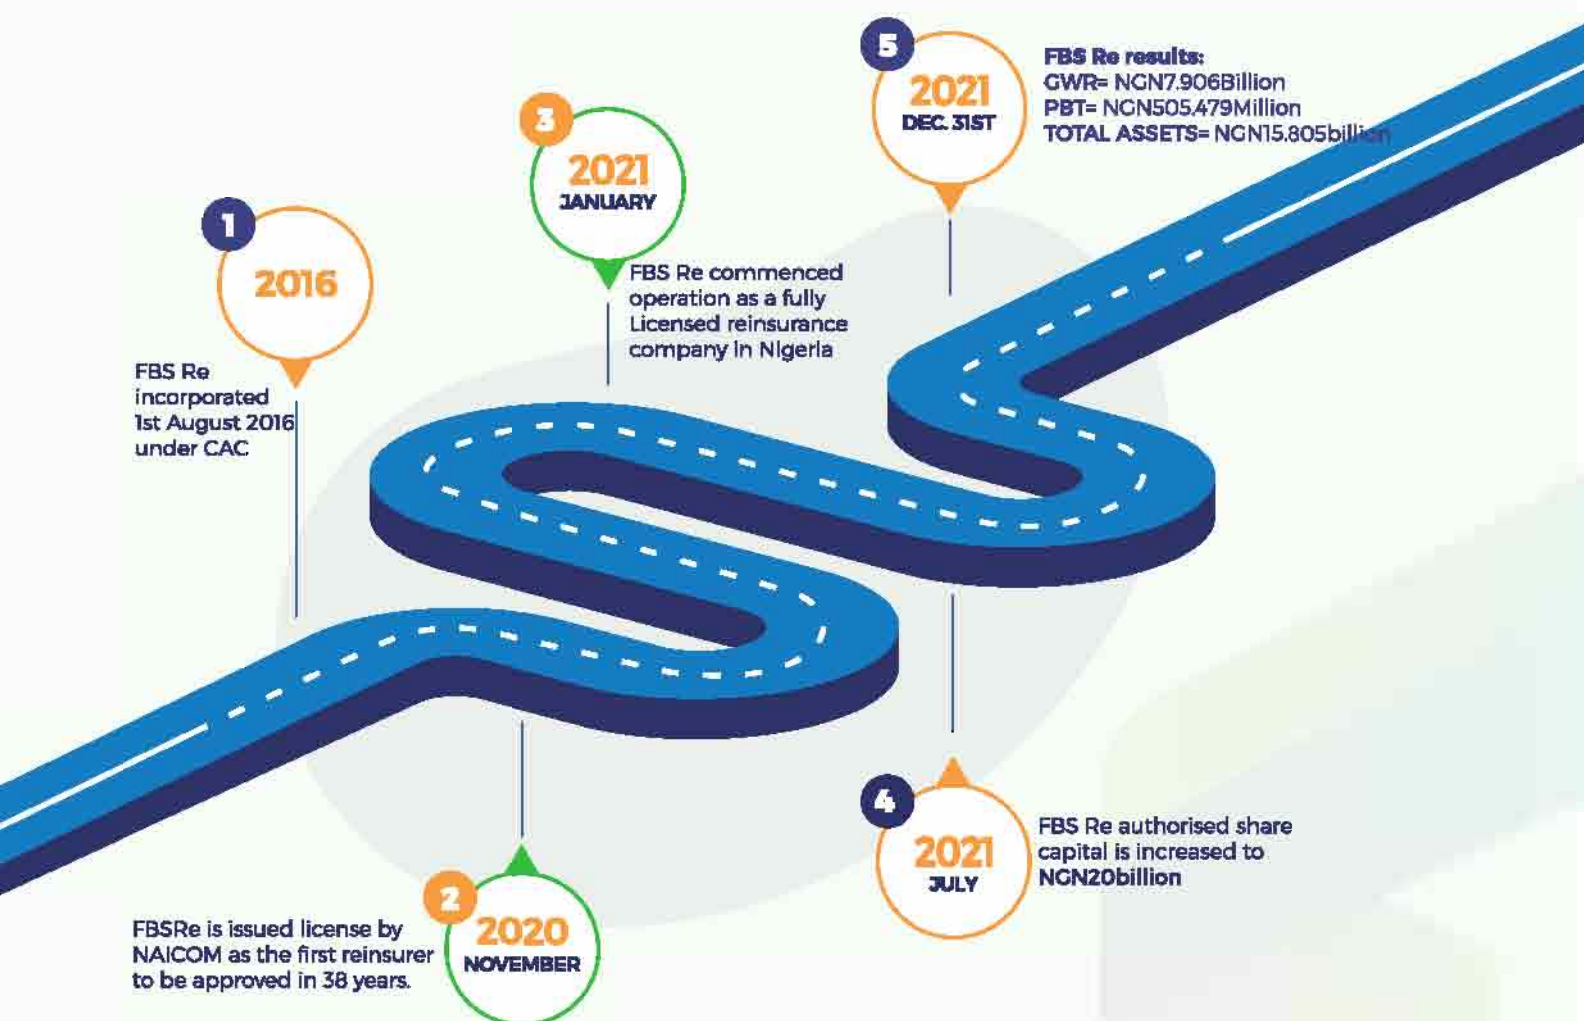 1
2016
FBS Re
incorporated
1st August 2016
under CAC
2
2020
NOVEMBER
FBSRe is issued license by
NAICOM as the first reinsurer
to be approved in 38 years.
3
2021
JANUARY
FBS Re commenced
operation as a fully
Licensed reinsurance
company in Nigeria
4
2021
JULY
FBS Re authorised share
capital is increased to
NGN20billion
5
2021
DEC. 31ST
FBS Re results:
GWR= NGN7.906Billion
PBT= NGN505.479Million
TOTAL ASSETS= NGN15.805billion